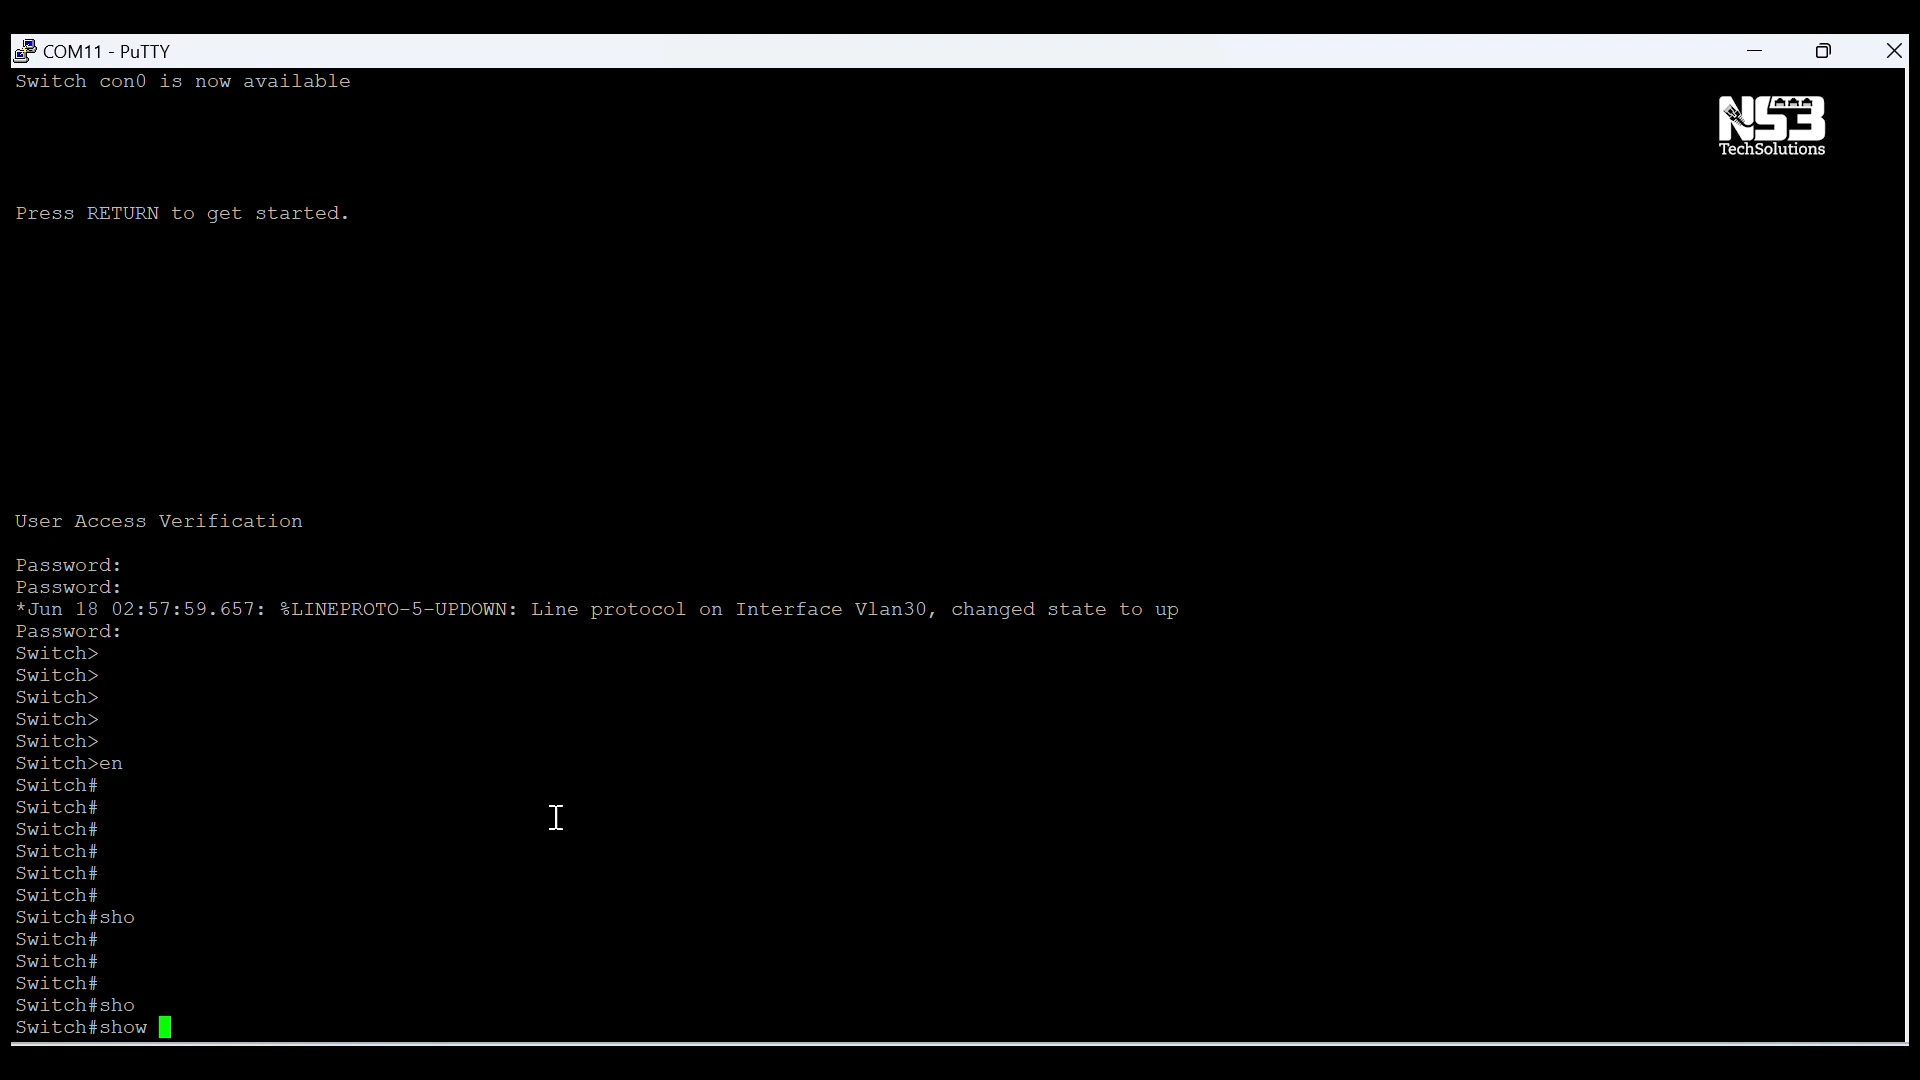 COM11 - PuTTY
Switch con0 is now available
NS3
TechSolutions
Press RETURN to get started.
User Access Verification
Password:
Password:
*Jun 18 02:57:59.657: %LINEPROTO-5-UPDOWN: Line protocol on Interface Vlan30, changed state to up
Password:
Switch>
Switch>
Switch>
Switch>
Switch>
Switch>en
Switch#
Switch#
Switch#
Switch#
Switch#
Switch#
Switch#sho
Switch#
Switch#
Switch#
Switch#sho
Switch#show